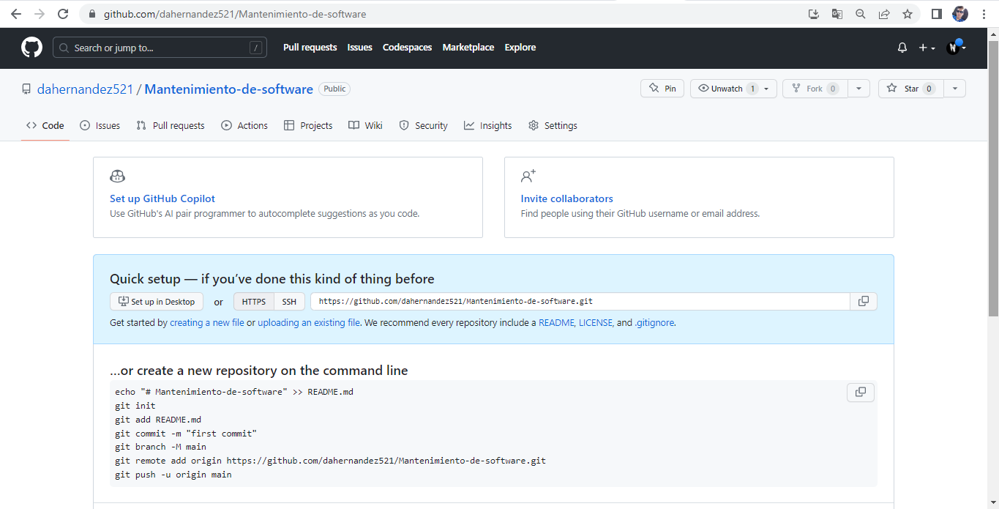 github.com/dahernandez521/Mantenimiento-de-software
Search or jump to... /
Pull requests Issues Codespaces Marketplace Explore
dahernandez521 / Mantenimiento-de-software Public
Pin Unwatch 1 Fork 0 Star 0
Code Issues Pull requests Actions Projects Wiki Security Insights Settings
Set up GitHub Copilot
Use GitHub's AI pair programmer to autocomplete suggestions as you code.
Invite collaborators
Find people using their GitHub username or email address.
Quick setup — if you’ve done this kind of thing before
Set up in Desktop or HTTPS SSH https://github.com/dahernandez521/Mantenimiento-de-software.git
Get started by creating a new file or uploading an existing file. We recommend every repository include a README, LICENSE, and .gitignore.
…or create a new repository on the command line
echo "# Mantenimiento-de-software" >> README.md
git init
git add README.md
git commit -m "first commit"
git branch -M main
git remote add origin https://github.com/dahernandez521/Mantenimiento-de-software.git
git push -u origin main